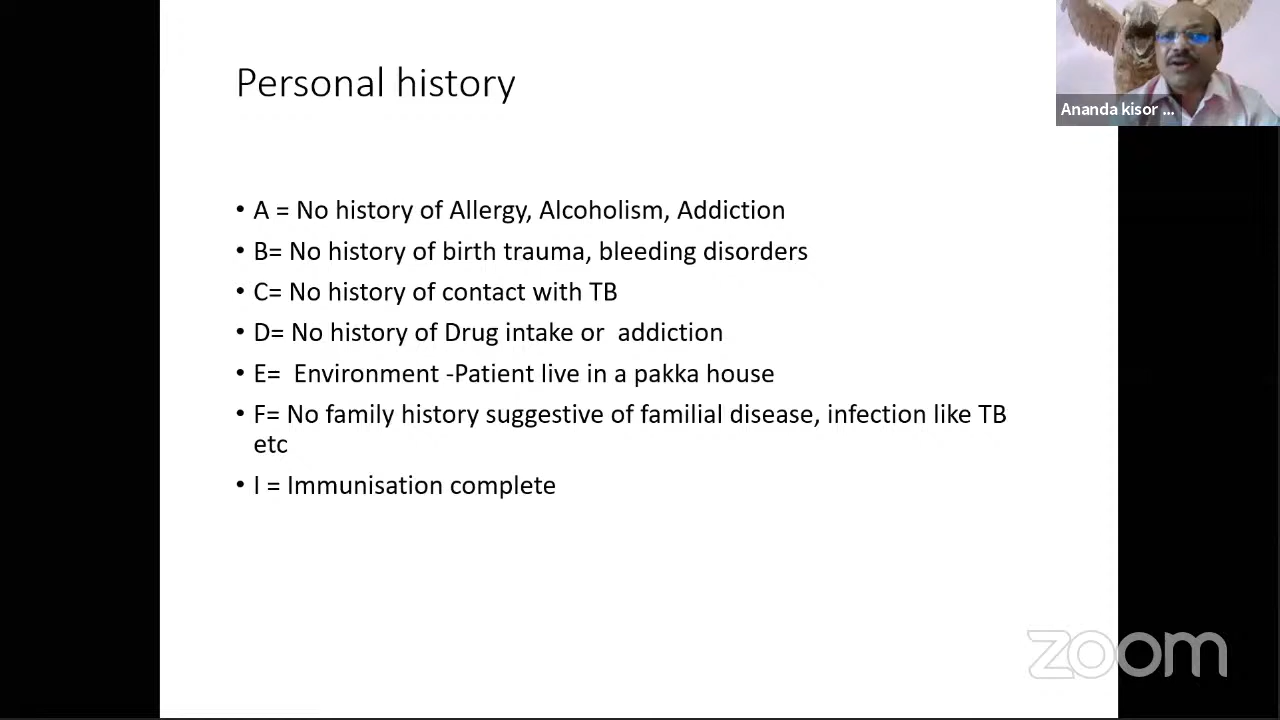 Personal history
Ananda kisor ...
• A = No history of Allergy, Alcoholism, Addiction
• B= No history of birth trauma, bleeding disorders
• C= No history of contact with TB
• D= No history of Drug intake or  addiction
• E=  Environment -Patient live in a pakka house
• F= No family history suggestive of familial disease, infection like TB
etc
• I = Immunisation complete
zoom